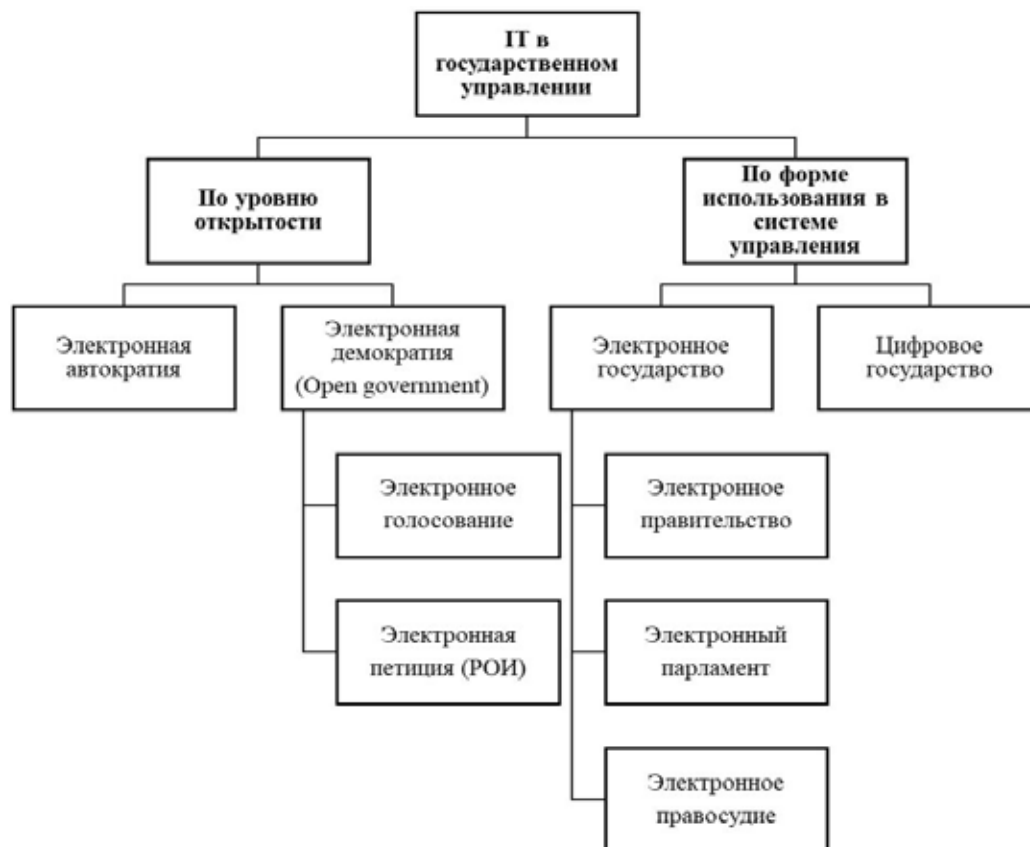 IT в
государственном
управлении
По уровню
открытости
По форме
использования в
системе
управления
Электронная
автократия
Электронная
демократия
(Open government)
Электронное
государство
Цифровое
государство
Электронное
голосование
Электронное
правительство
Электронная
петиция (РОИ)
Электронный
парламент
Электронное
правосудие